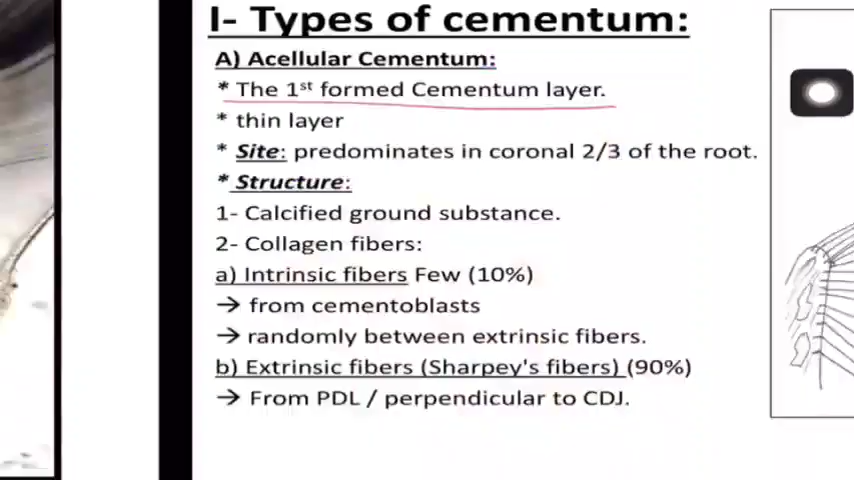 I- Types of cementum:
A) Acellular Cementum:
* The 1st formed Cementum layer.
* thin layer
* Site: predominates in coronal 2/3 of the root.
* Structure:
1- Calcified ground substance.
2- Collagen fibers:
a) Intrinsic fibers Few (10%)
→ from cementoblasts
→ randomly between extrinsic fibers.
b) Extrinsic fibers (Sharpey's fibers) (90%)
→ From PDL / perpendicular to CDJ.